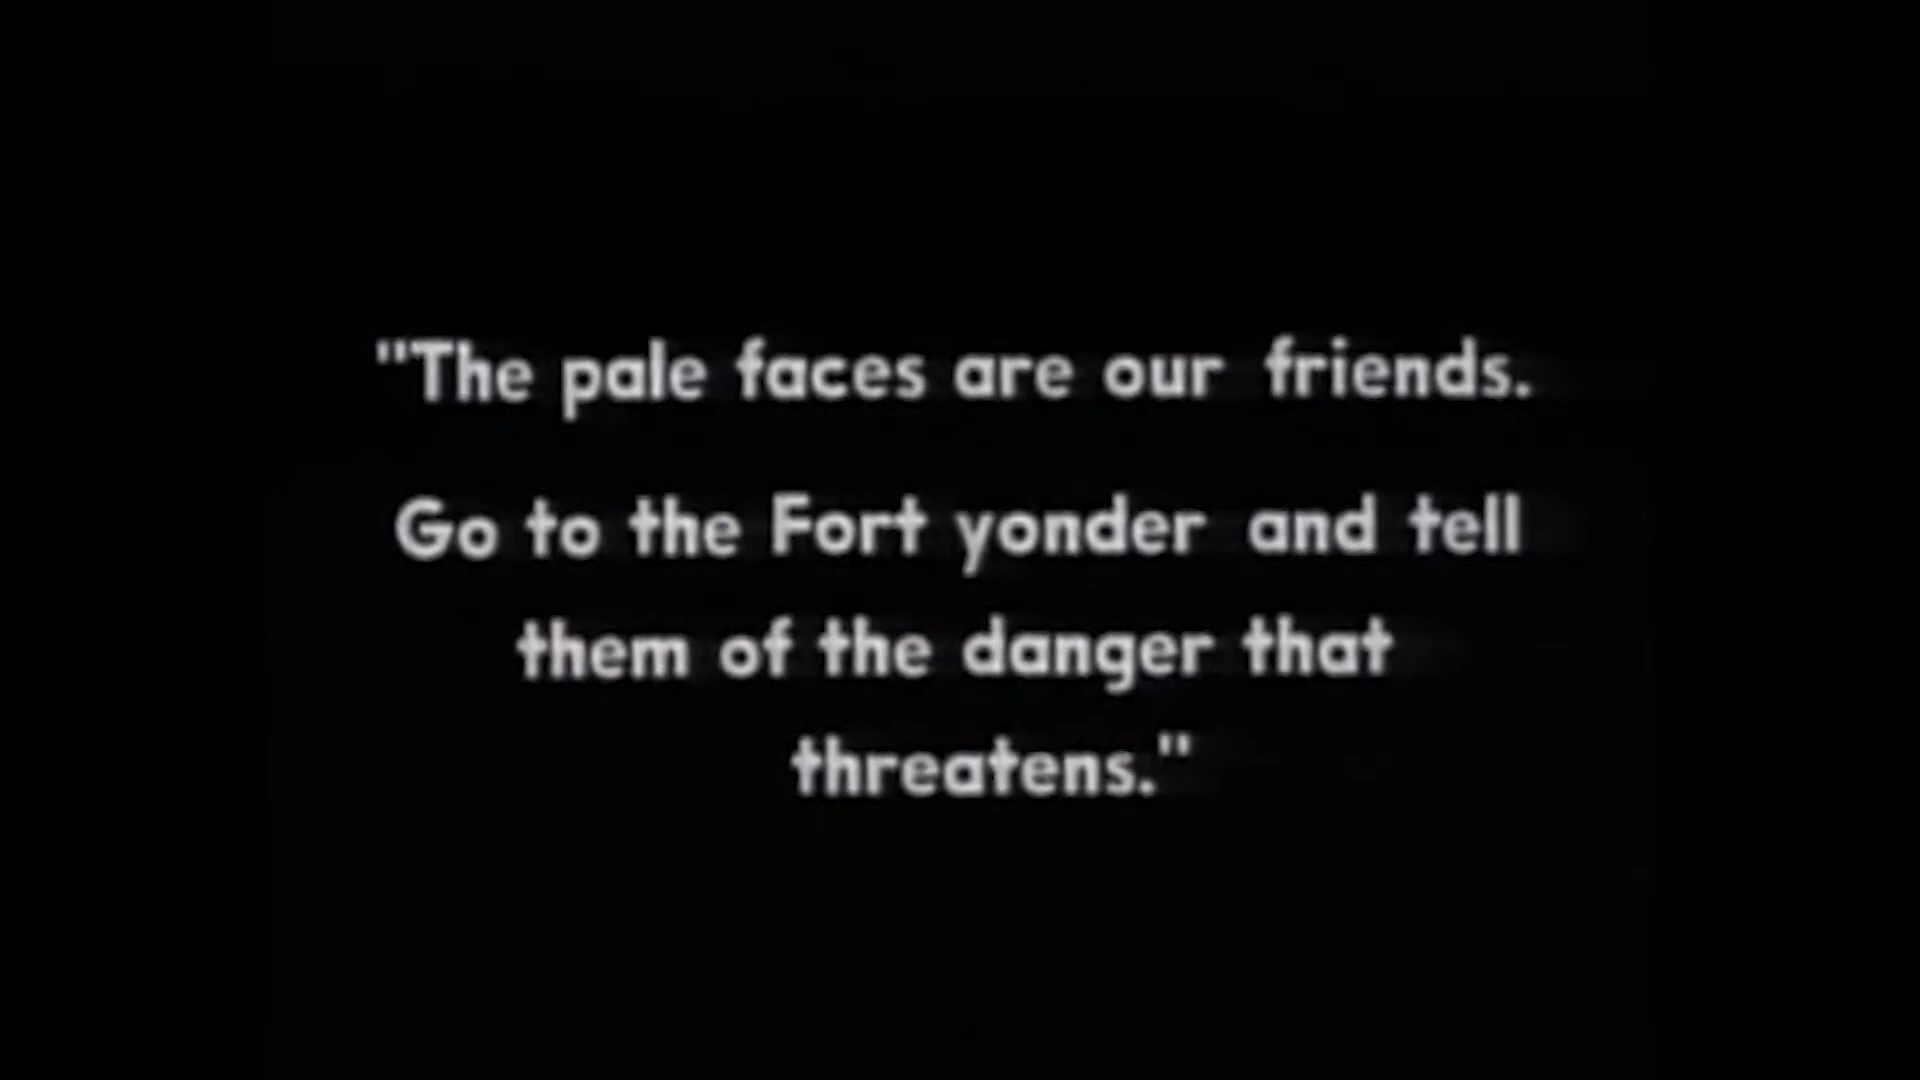 "The pale faces are our friends.
Go to the Fort yonder and tell
them of the danger that
threatens."